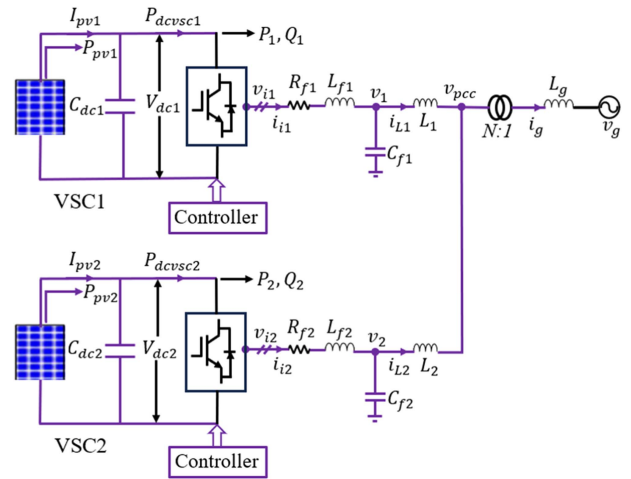 I_pv1 P_dcvsc1
P_pv1 P_1, Q_1
C_dc1 V_dc1 v_i1 R_f1 L_f1 v_1 v_pcc L_g
i_i1 i_L1 L_1 N:1 i_g v_g
C_f1
VSC1
Controller
I_pv2 P_dcvsc2
P_pv2 P_2, Q_2
C_dc2 V_dc2 v_i2 R_f2 L_f2 v_2
i_i2 i_L2 L_2
C_f2
VSC2
Controller